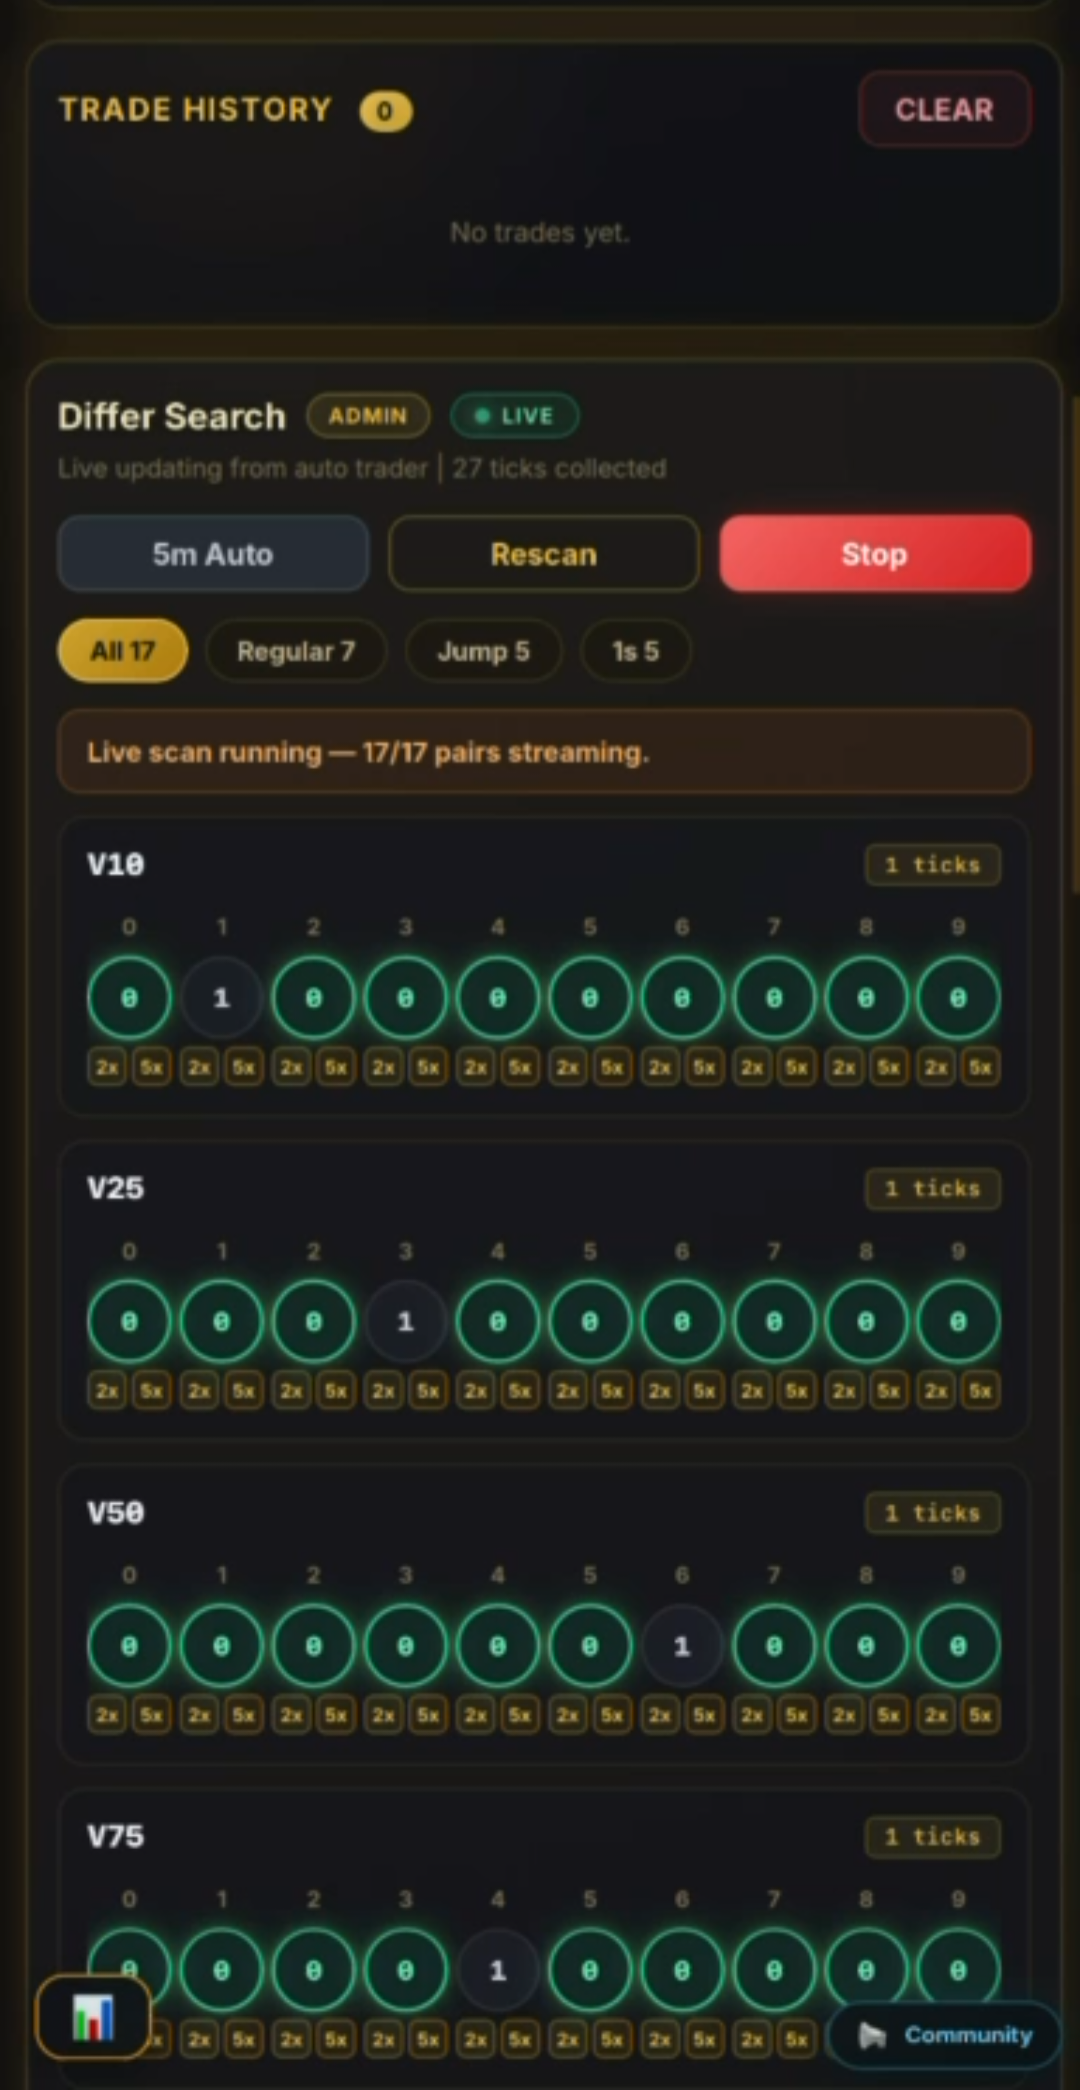 TRADE HISTORY 0 CLEAR
No trades yet.
Differ Search ADMIN LIVE
Live updating from auto trader | 27 ticks collected
5m Auto Rescan Stop
All 17 Regular 7 Jump 5 1s 5
Live scan running — 17/17 pairs streaming.
V10 1 ticks
0 1 2 3 4 5 6 7 8 9
0 1 0 0 0 0 0 0 0 0
2x 5x 2x 5x 2x 5x 2x 5x 2x 5x 2x 5x 2x 5x 2x 5x 2x 5x 2x 5x
V25 1 ticks
0 1 2 3 4 5 6 7 8 9
0 0 0 1 0 0 0 0 0 0
2x 5x 2x 5x 2x 5x 2x 5x 2x 5x 2x 5x 2x 5x 2x 5x 2x 5x 2x 5x
V50 1 ticks
0 1 2 3 4 5 6 7 8 9
0 0 0 0 0 0 1 0 0 0
2x 5x 2x 5x 2x 5x 2x 5x 2x 5x 2x 5x 2x 5x 2x 5x 2x 5x 2x 5x
V75 1 ticks
0 1 2 3 4 5 6 7 8 9
0 0 0 0 1 0 0 0 0 0
2x 5x 2x 5x 2x 5x 2x 5x 2x 5x 2x 5x 2x 5x
Community